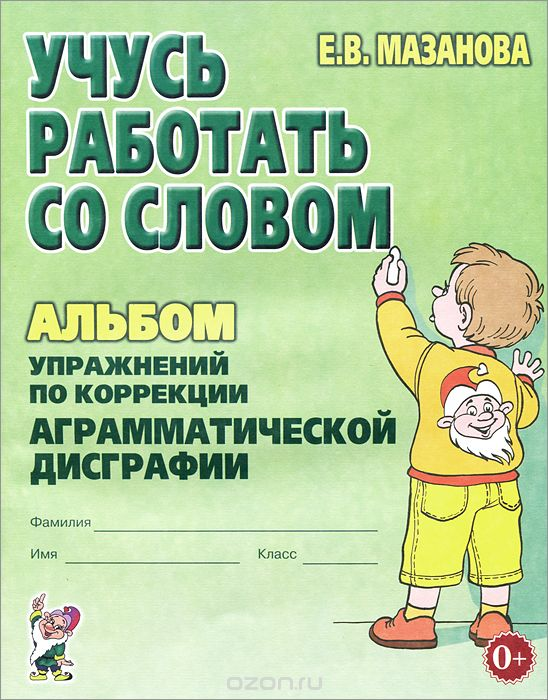 Е.В. МАЗАНОВА
УЧУСЬ
РАБОТАТЬ
СО СЛОВОМ
АЛЬБОМ
УПРАЖНЕНИЙ
ПО КОРРЕКЦИИ
АГРАММАТИЧЕСКОЙ
ДИСГРАФИИ
Фамилия
Имя Класс
0+
ozon.ru